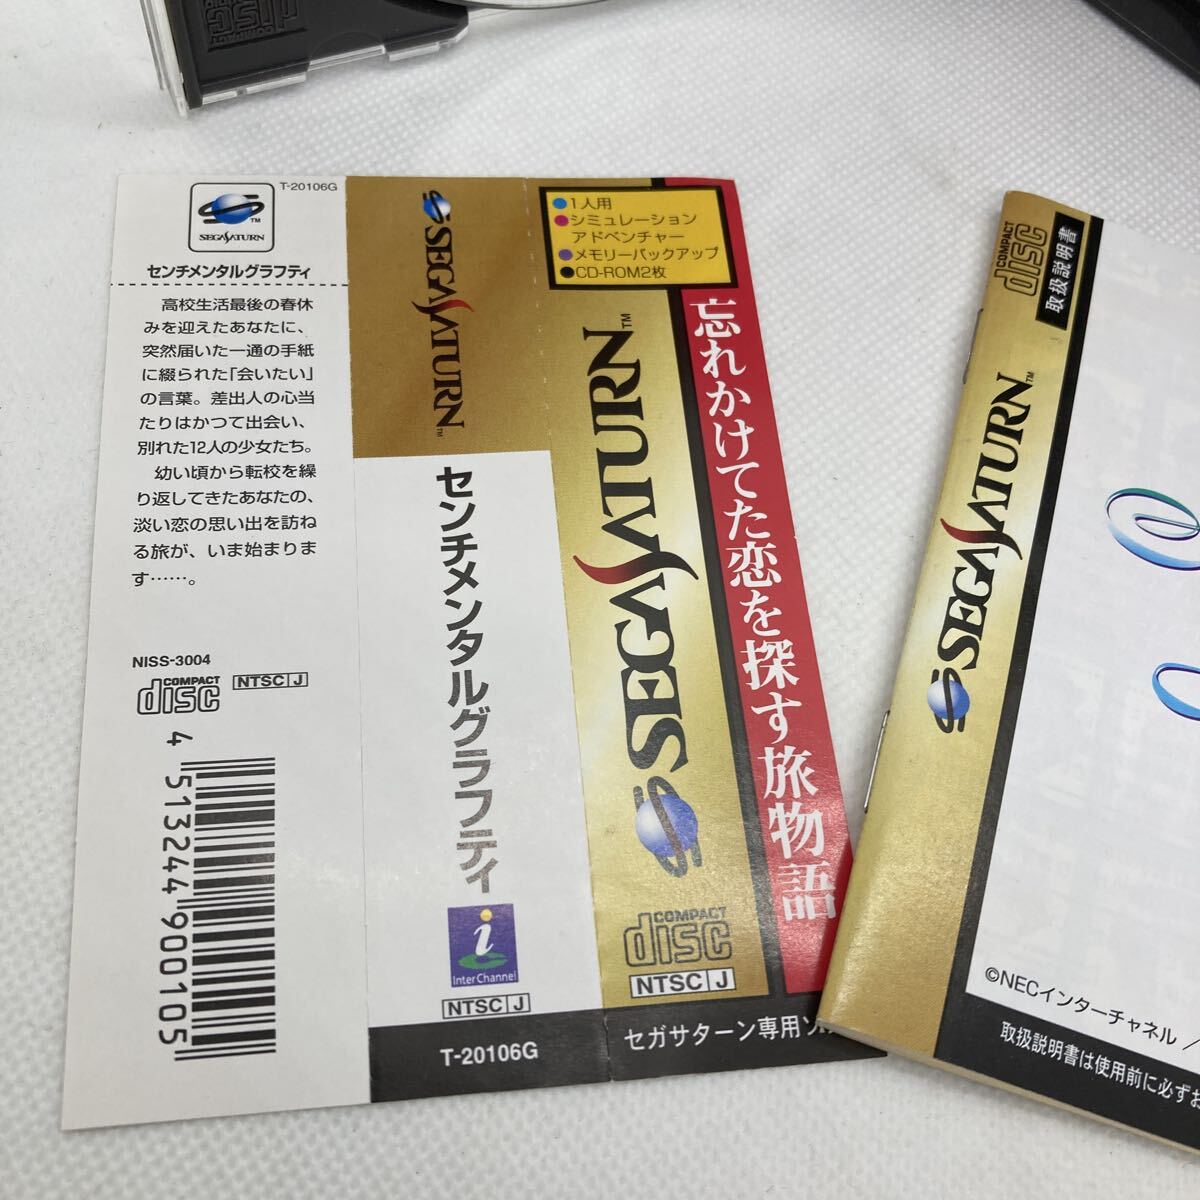 COMPACT
disc
T-20106G
SEGASATURN
™
センチメンタルグラフティ
高校生活最後の春休
みを迎えたあなたに、
突然届いた一通の手紙
に綴られた「会いたい」
の言葉。差出人の心当
たりはかつて出会い、
別れた12人の少女たち。
幼い頃から転校を繰
り返してきたあなたの、
淡い恋の思い出を訪ね
る旅が、いま始まりま
す……。
NISS-3004
COMPACT
disc
NTSC J
4 513244 900105
SEGASATURN™
センチメンタルグラフティ
i
InterChannel
NTSC J
T-20106G
●1人用
●シミュレーション
アドベンチャー
●メモリーバックアップ
●CD-ROM2枚
SEGASATURN™
COMPACT
disc
NTSC J
忘れかけてた恋を探す旅物語
セガサターン専用ソ
COMPACT
disc
取扱説明書
SEGASATURN™
©NECインターチャネル/
取扱説明書は使用前に必ずお